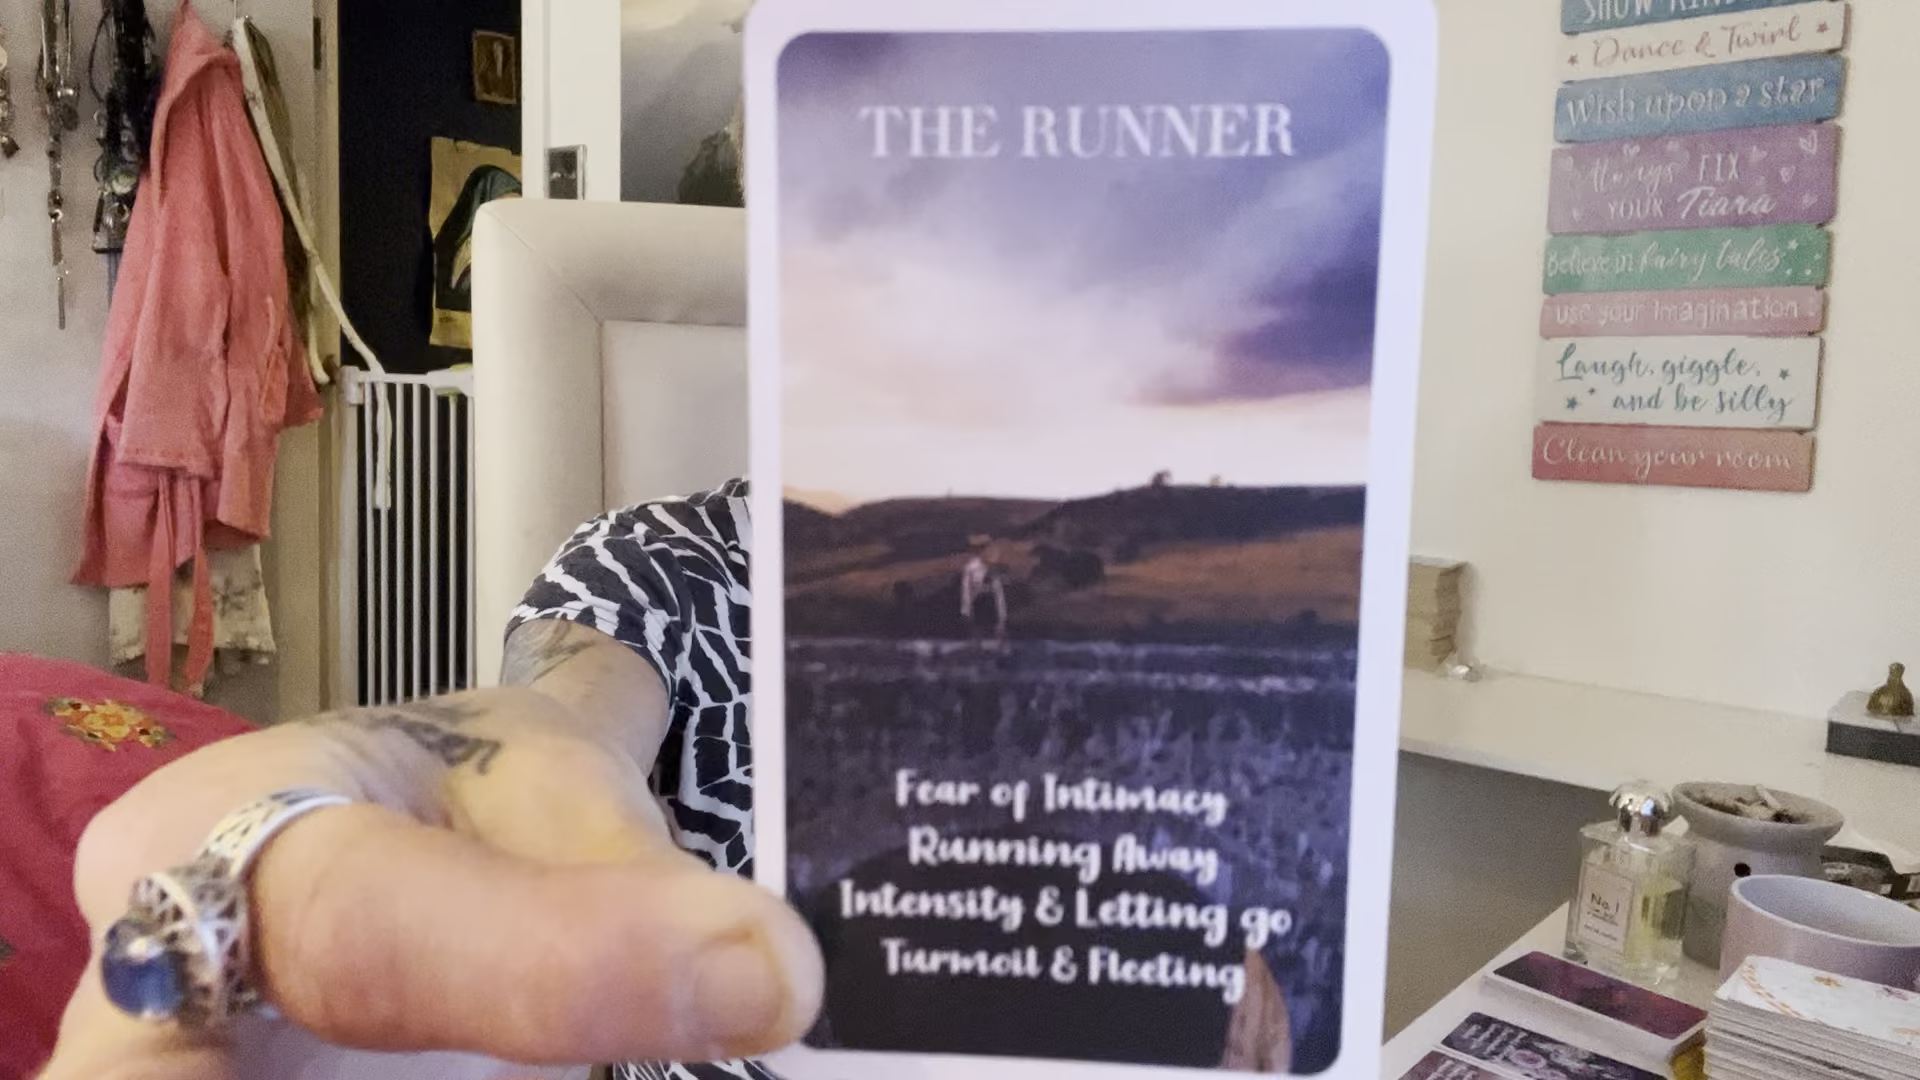 THE RUNNER
Fear of Intimacy
Running Away
Intensity & Letting go
Turmoil & Fleeting
Dance & Twirl
Wish upon a star
Always FIX
YOUR Tiara
Believe in fairy tales
use your imagination
Laugh, giggle,
and be silly
Clean your room
No.1